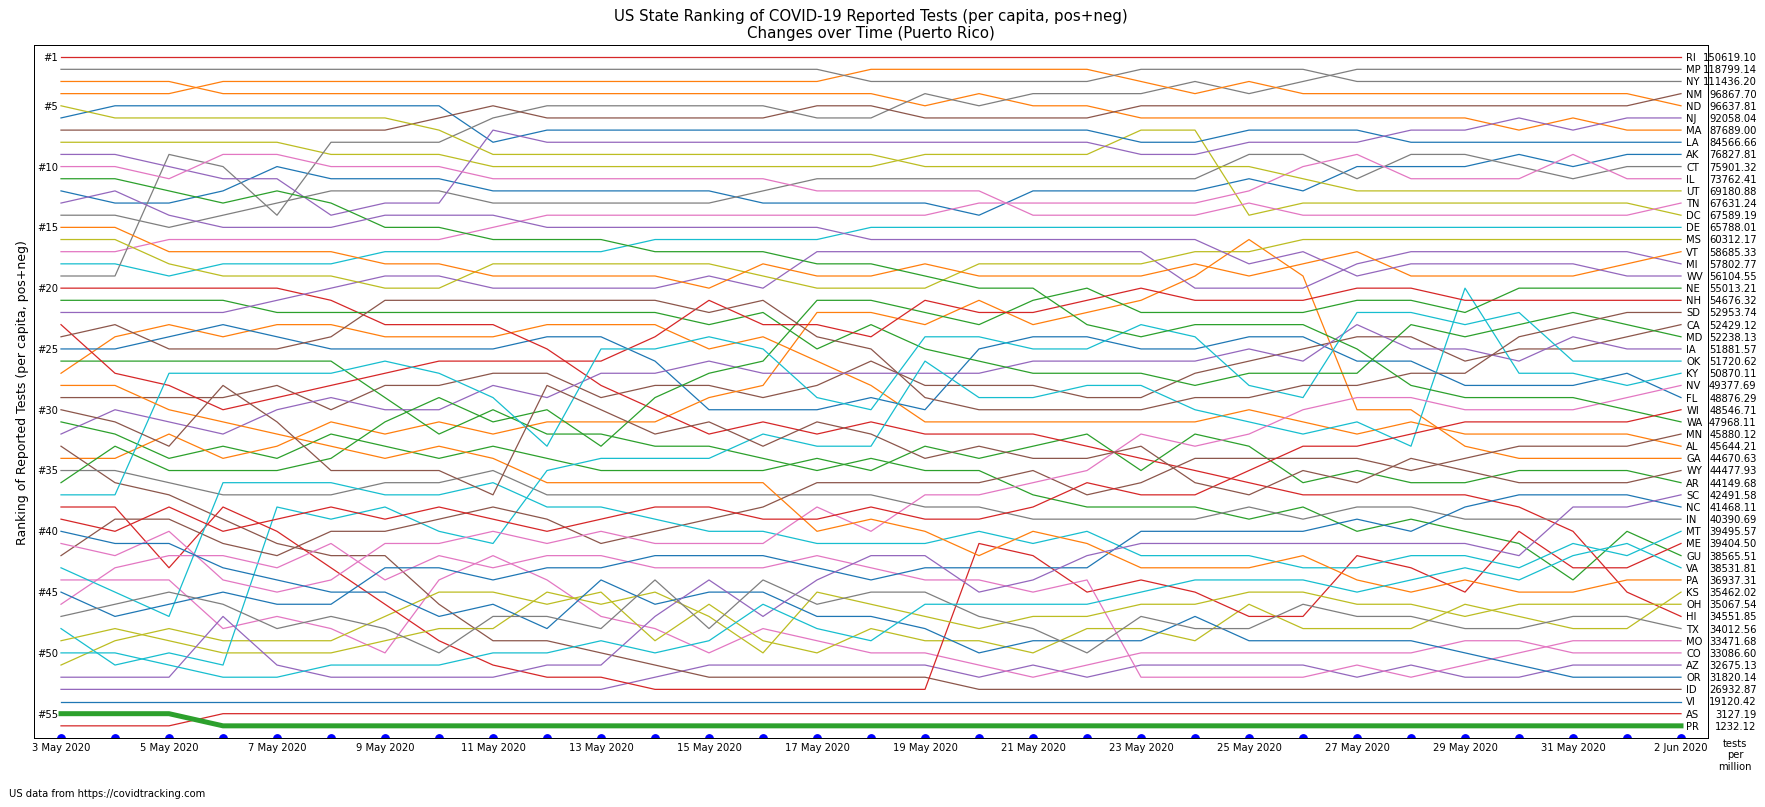 US State Ranking of COVID-19 Reported Tests (per capita, pos+neg)
Changes over Time (Puerto Rico)
Ranking of Reported Tests (per capita, pos+neg)
#1
#5
#10
#15
#20
#25
#30
#35
#40
#45
#50
#55
RI 150619.10
MP 118799.14
NY 111436.20
NM 96867.70
ND 96637.81
NJ 92058.04
MA 87689.00
LA 84566.66
AK 76827.81
CT 75901.32
IL 73762.41
UT 69180.88
TN 67631.24
DC 67589.19
DE 65788.01
MS 60312.17
VT 58685.33
MI 57802.77
WV 56104.55
NE 55013.21
NH 54676.32
SD 52953.74
CA 52429.12
MD 52238.13
IA 51881.57
OK 51720.62
KY 50870.11
NV 49377.69
FL 48876.29
WI 48546.71
WA 47968.11
MN 45880.12
AL 45644.21
GA 44670.63
WY 44477.93
AR 44149.68
SC 42491.58
NC 41468.11
IN 40390.69
MT 39495.57
ME 39404.50
GU 38565.51
VA 38531.81
PA 36937.31
KS 35462.02
OH 35067.54
HI 34551.85
TX 34012.56
MO 33471.68
CO 33086.60
AZ 32675.13
OR 31820.14
ID 26932.87
VI 19120.42
AS 3127.19
PR 1232.12
3 May 2020 5 May 2020 7 May 2020 9 May 2020 11 May 2020 13 May 2020 15 May 2020 17 May 2020 19 May 2020 21 May 2020 23 May 2020 25 May 2020 27 May 2020 29 May 2020 31 May 2020 2 Jun 2020
tests
per
million
US data from https://covidtracking.com